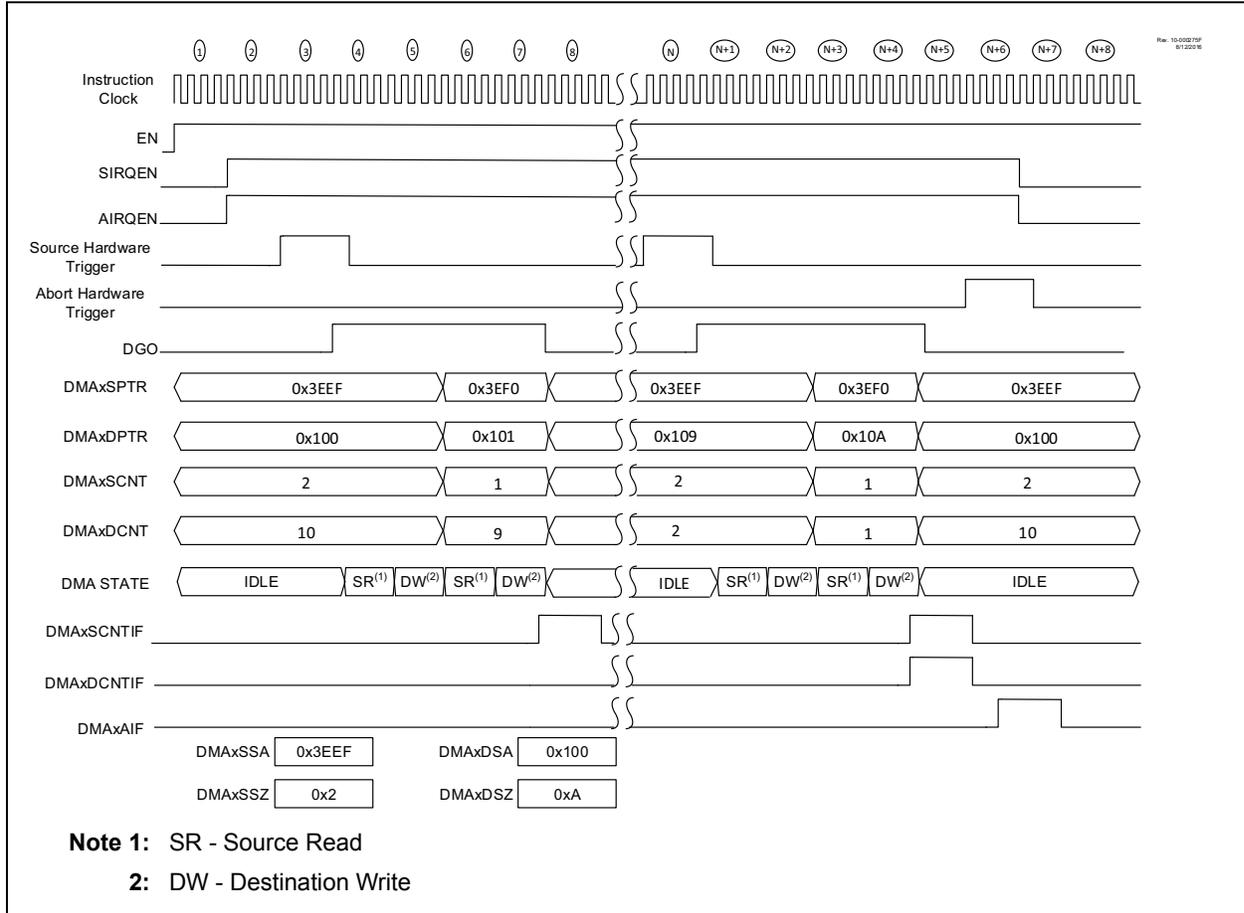 1 2 3 4 5 6 7 8 N N+1 N+2 N+3 N+4 N+5 N+6 N+7 N+8
Rev. 10-000275F
8/12/2016
Instruction
Clock
EN
SIRQEN
AIRQEN
Source Hardware
Trigger
Abort Hardware
Trigger
DGO
DMAxSPTR 0x3EEF 0x3EF0 0x3EEF 0x3EF0 0x3EEF
DMAxDPTR 0x100 0x101 0x109 0x10A 0x100
DMAxSCNT 2 1 2 1 2
DMAxDCNT 10 9 2 1 10
DMA STATE IDLE SR(1) DW(2) SR(1) DW(2) IDLE SR(1) DW(2) SR(1) DW(2) IDLE
DMAxSCNTIF
DMAxDCNTIF
DMAxAIF
DMAxSSA 0x3EEF DMAxDSA 0x100
DMAxSSZ 0x2 DMAxDSZ 0xA
Note 1: SR - Source Read
2: DW - Destination Write